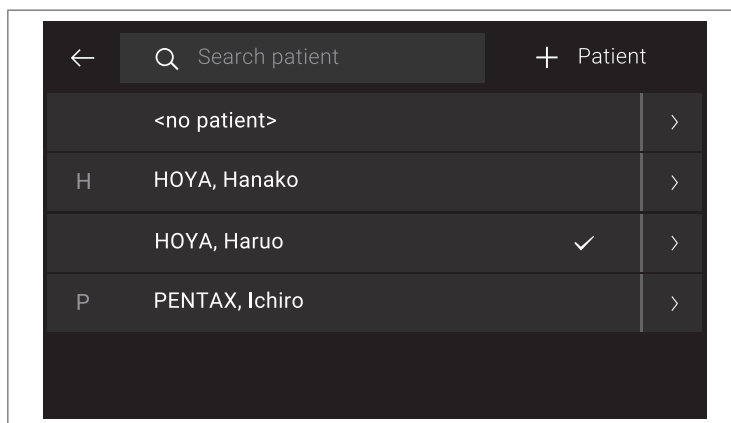 Search patient
Patient
<no patient>
H HOYA, Hanako
HOYA, Haruo
P PENTAX, Ichiro